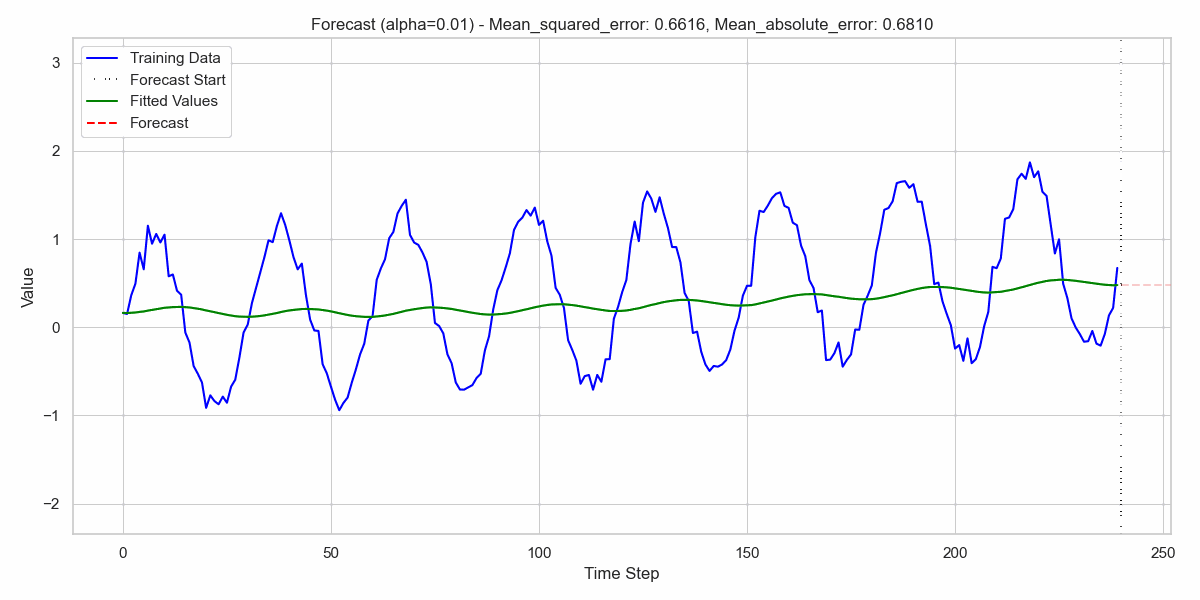 Forecast (alpha=0.01) - Mean_squared_error: 0.6616, Mean_absolute_error: 0.6810
Training Data
Forecast Start
Fitted Values
Forecast
Value
3
2
1
0
−1
−2
0 50 100 150 200 250
Time Step